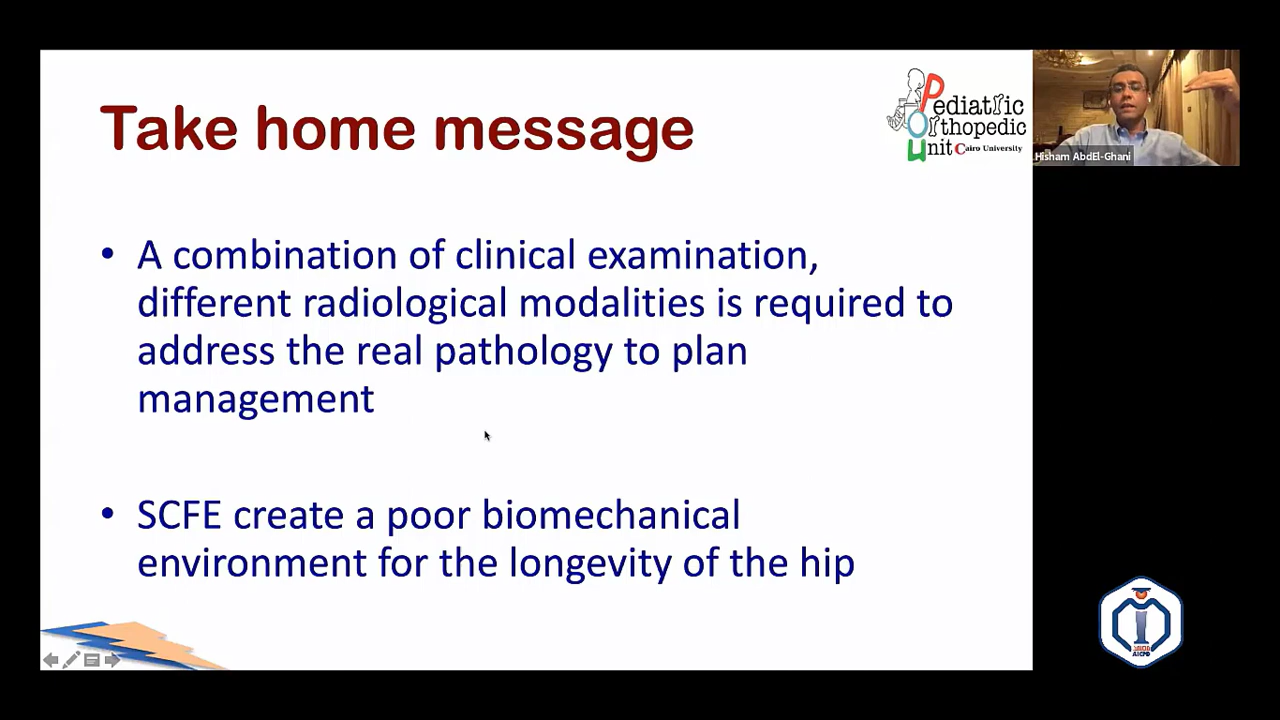 Take home message
Pediatric
Orthopedic
Unit Cairo University
Hisham AbdEl-Ghani
• A combination of clinical examination,
different radiological modalities is required to
address the real pathology to plan
management
• SCFE create a poor biomechanical
environment for the longevity of the hip